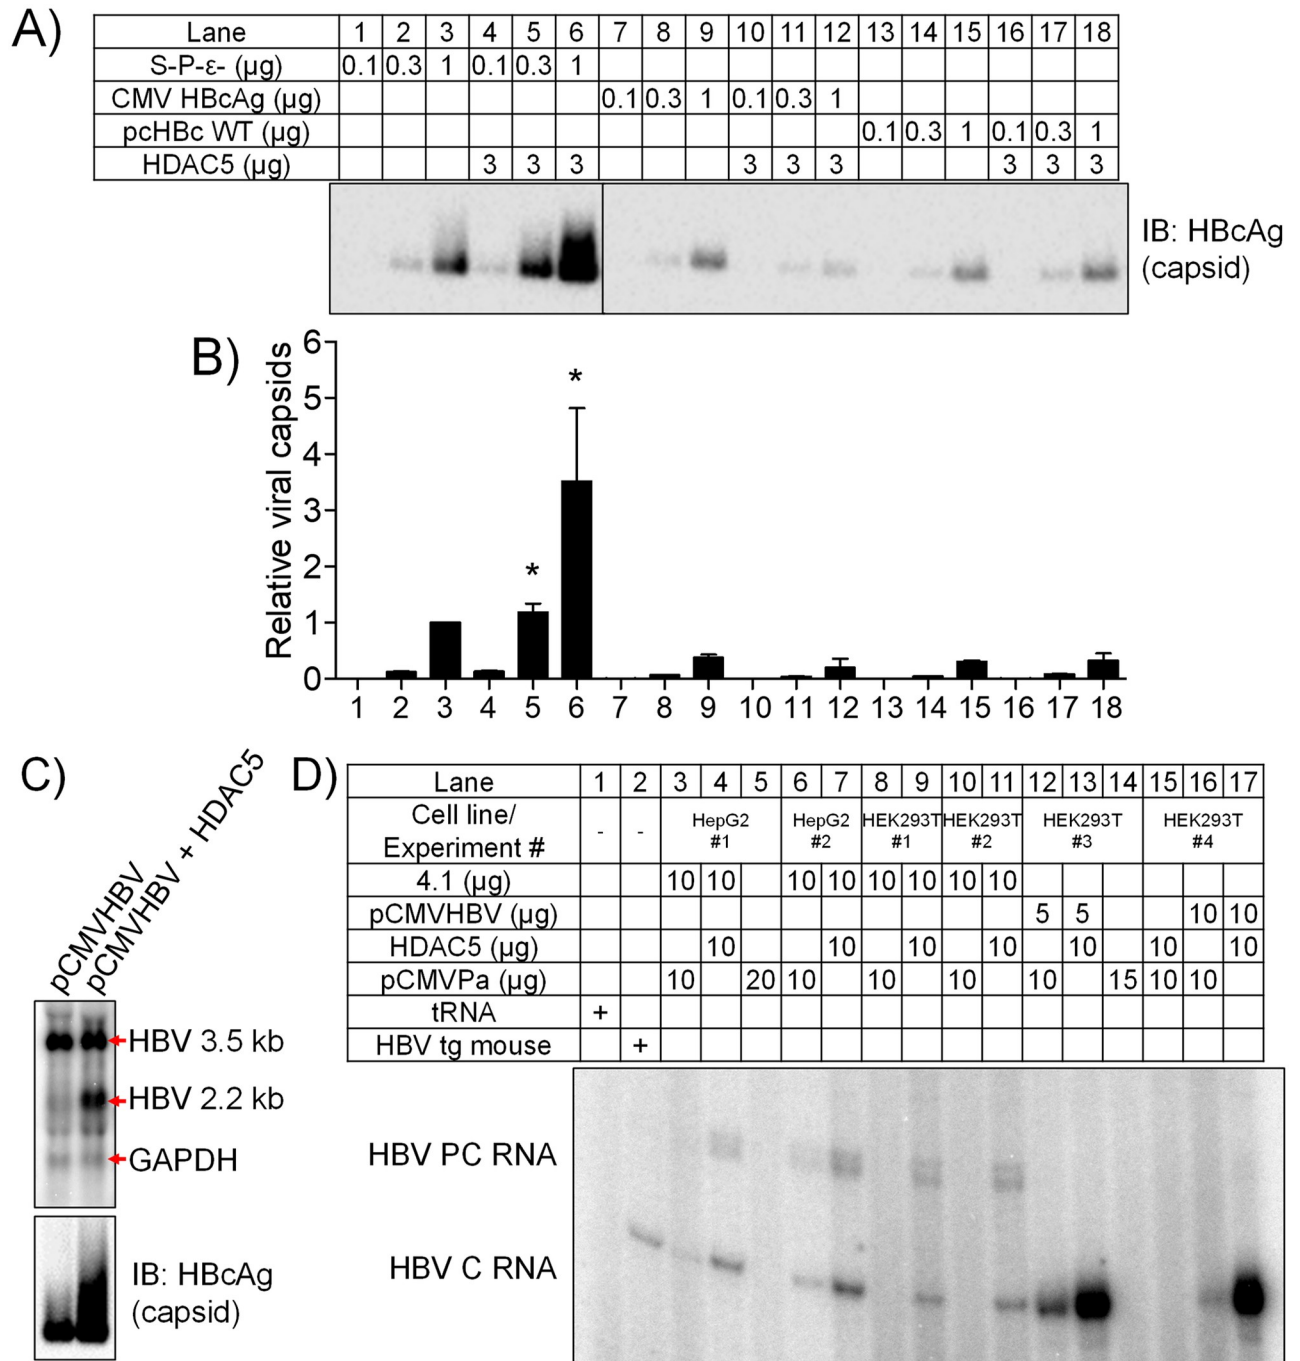 A)
Lane 1 2 3 4 5 6 7 8 9 10 11 12 13 14 15 16 17 18
S-P-ε- (µg) 0.1 0.3 1 0.1 0.3 1
CMV HBcAg (µg) 0.1 0.3 1 0.1 0.3 1
pcHBc WT (µg) 0.1 0.3 1 0.1 0.3 1
HDAC5 (µg) 3 3 3 3 3 3 3 3 3
IB: HBcAg
(capsid)
B)
Relative viral capsids
6
5
4
3
2
1
0
*
*
1 2 3 4 5 6 7 8 9 10 11 12 13 14 15 16 17 18
C)
pCMVHBV
pCMVHBV + HDAC5
HBV 3.5 kb
HBV 2.2 kb
GAPDH
IB: HBcAg
(capsid)
D)
Lane 1 2 3 4 5 6 7 8 9 10 11 12 13 14 15 16 17
Cell line/
Experiment #
- - HepG2 HepG2 HEK293T HEK293T HEK293T HEK293T
#1 #2 #1 #2 #3 #4
4.1 (µg) 10 10 10 10 10 10 10 10
pCMVHBV (µg) 5 5 10 10
HDAC5 (µg) 10 10 10 10 10 10 10
pCMVPa (µg) 10 20 10 10 10 10 15 10 10
tRNA +
HBV tg mouse +
HBV PC RNA
HBV C RNA